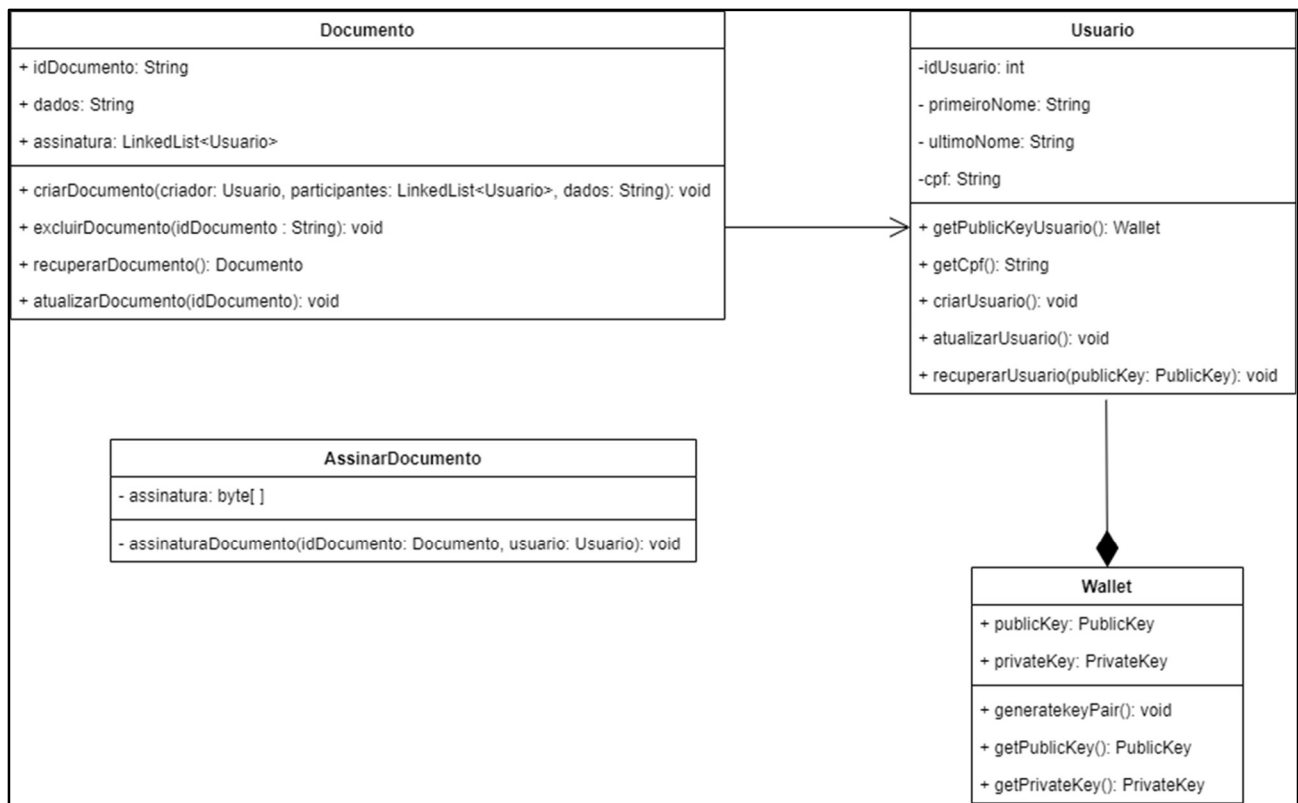 Documento
+ idDocumento: String
+ dados: String
+ assinatura: LinkedList<Usuario>
+ criarDocumento(criador: Usuario, participantes: LinkedList<Usuario>, dados: String): void
+ excluirDocumento(idDocumento : String): void
+ recuperarDocumento(): Documento
+ atualizarDocumento(idDocumento): void
Usuario
-idUsuario: int
- primeiroNome: String
- ultimoNome: String
-cpf: String
+ getPublicKeyUsuario(): Wallet
+ getCpf(): String
+ criarUsuario(): void
+ atualizarUsuario(): void
+ recuperarUsuario(publicKey: PublicKey): void
AssinarDocumento
- assinatura: byte[ ]
- assinaturaDocumento(idDocumento: Documento, usuario: Usuario): void
Wallet
+ publicKey: PublicKey
+ privateKey: PrivateKey
+ generatekeyPair(): void
+ getPublicKey(): PublicKey
+ getPrivateKey(): PrivateKey